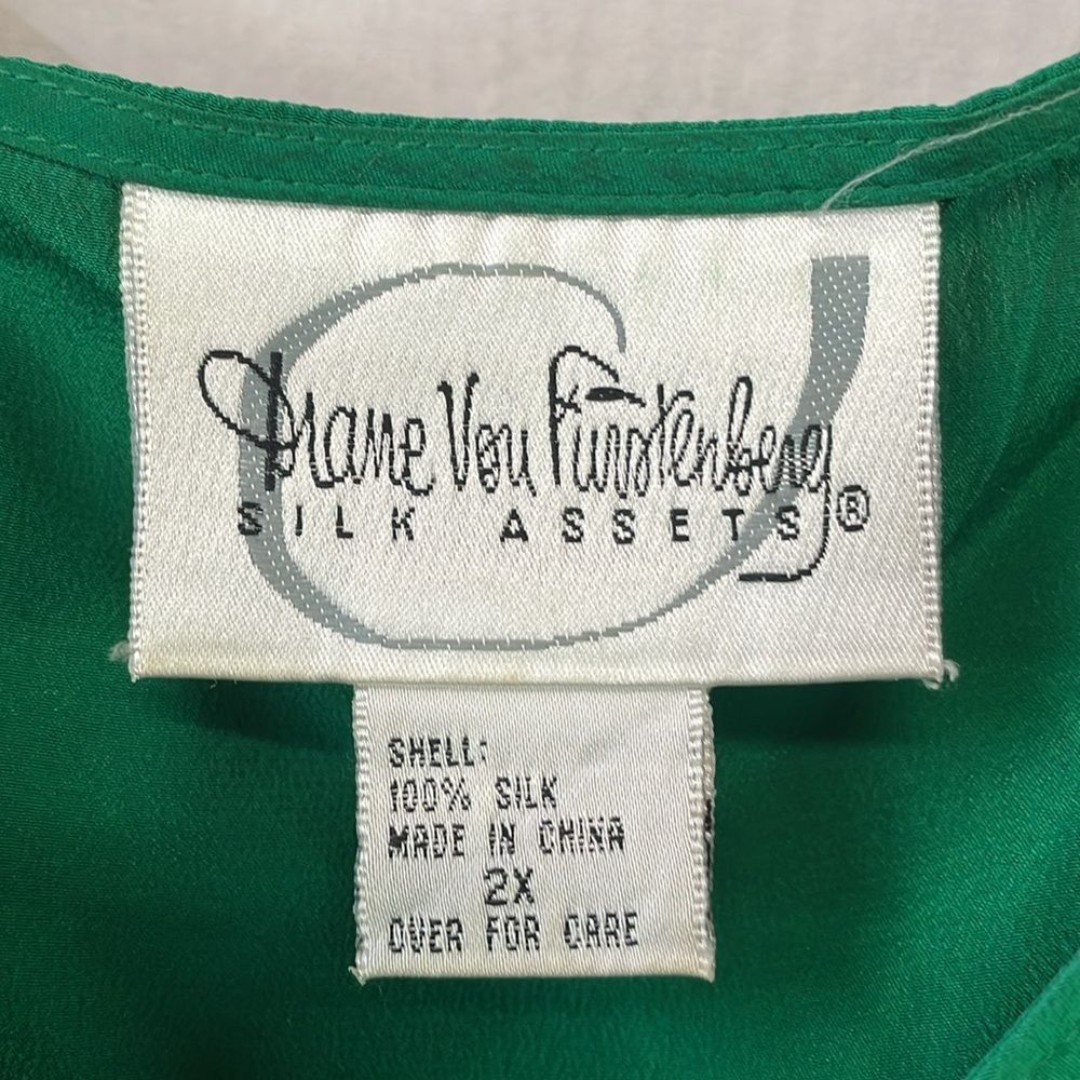 Diane Von Furstenberg
SILK ASSETS ®
SHELL:
100% SILK
MADE IN CHINA
2X
OVER FOR CARE